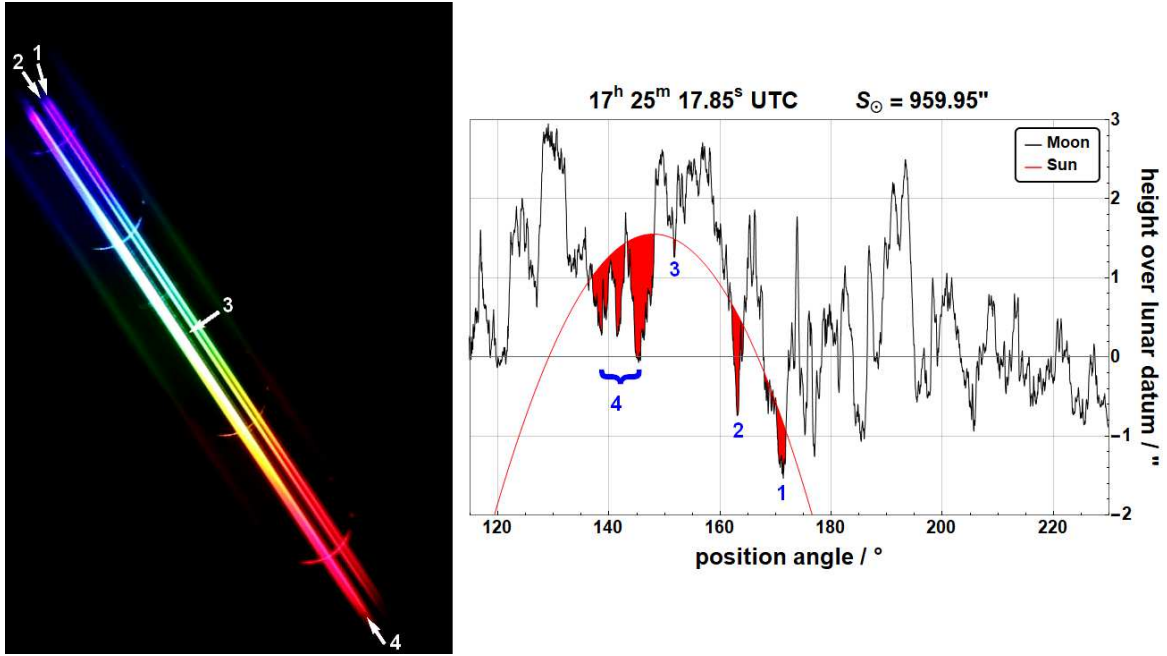 2 1
3
4
17h 25m 17.85s UTC S☉ = 959.95"
Moon
Sun
3
2
1
0
−1
−2
height over lunar datum / "
3
4
2
1
120 140 160 180 200 220
position angle / °